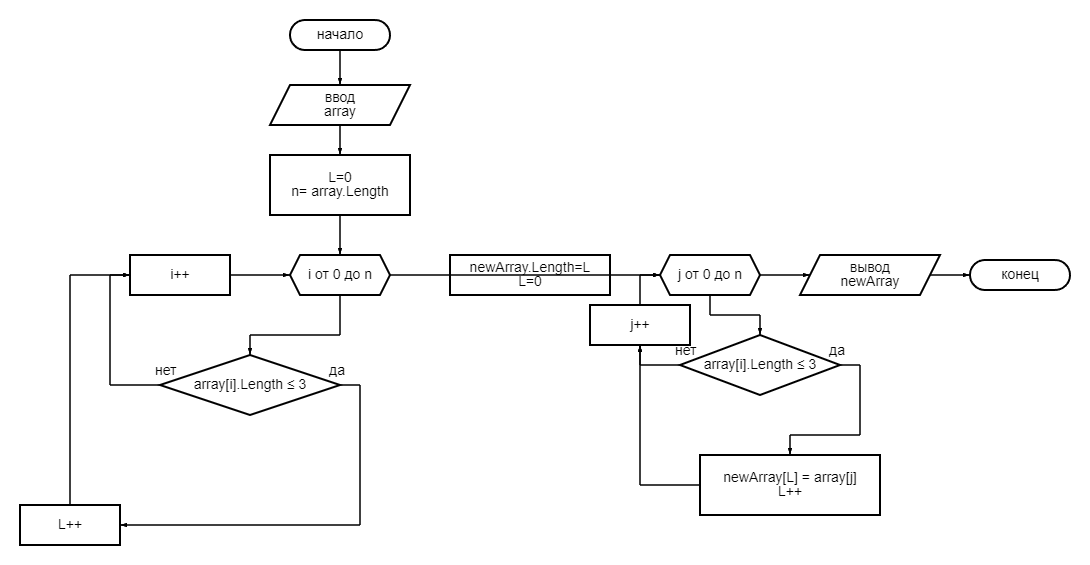 начало
ввод
array
L=0
n= array.Length
i++
i от 0 до n
newArray.Length=L
L=0
j от 0 до n
вывод
newArray
конец
j++
нет
array[i].Length ≤ 3
да
нет
array[i].Length ≤ 3
да
newArray[L] = array[j]
L++
L++